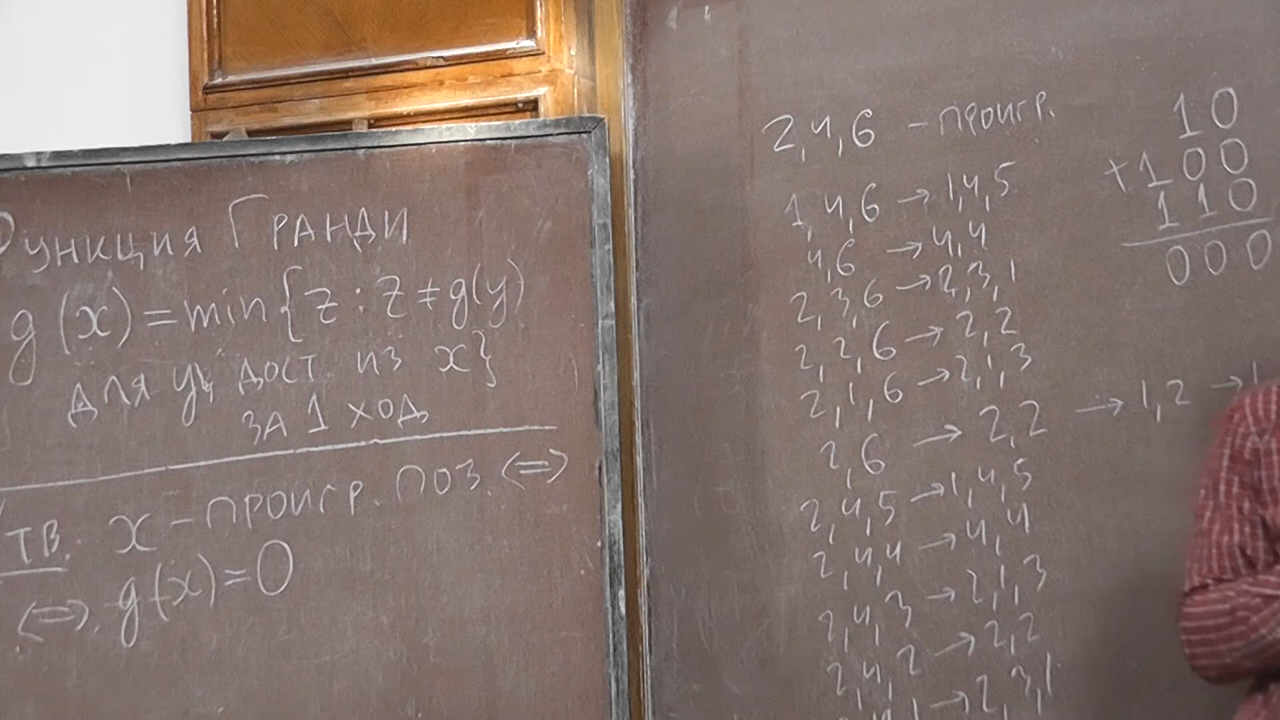 Функция Гранди
g(x) = min{z : z ≠ g(y)
для y, дост. из x}
за 1 ход
Утв. x – проигр. поз. ⇔
⇔ g(x) = 0
2,4,6 – проигр.
1,4,6 → 1,4,5
4,6 → 4,4
2,3,6 → 2,3,1
2,2,6 → 2,2
2,1,6 → 2,1,3
2,6 → 2,2 → 1,2 → 1
2,4,5 → 1,4,5
2,4,4 → 4,4
2,4,3 → 2,1,3
2,4,2 → 2,2
→ 2,3,1
10
+100
110
000